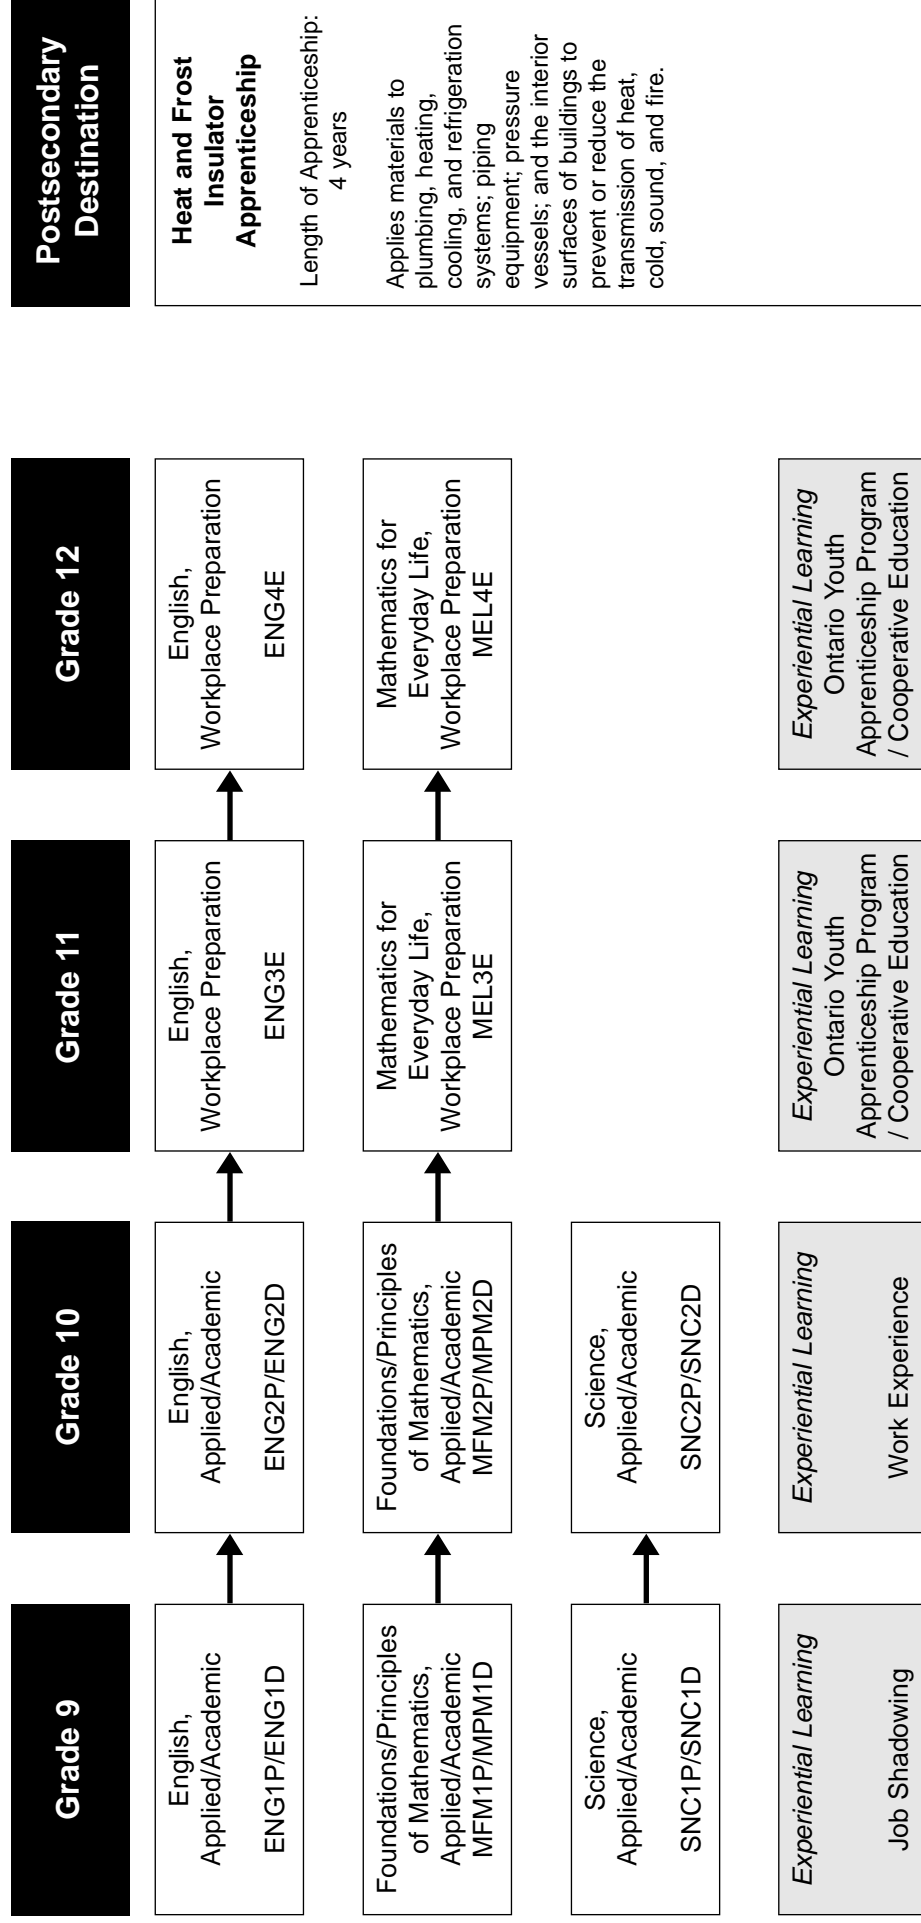 Grade 9
Grade 10
Grade 11
Grade 12
Postsecondary
Destination
English,
Applied/Academic
ENG1P/ENG1D
English,
Applied/Academic
ENG2P/ENG2D
English,
Workplace Preparation
ENG3E
English,
Workplace Preparation
ENG4E
Heat and Frost
Insulator
Apprenticeship
Length of Apprenticeship:
4 years
Applies materials to
plumbing, heating,
cooling, and refrigeration
systems; piping
equipment; pressure
vessels; and the interior
surfaces of buildings to
prevent or reduce the
transmission of heat,
cold, sound, and fire.
Foundations/Principles
of Mathematics,
Applied/Academic
MFM1P/MPM1D
Foundations/Principles
of Mathematics,
Applied/Academic
MFM2P/MPM2D
Mathematics for
Everyday Life,
Workplace Preparation
MEL3E
Mathematics for
Everyday Life,
Workplace Preparation
MEL4E
Science,
Applied/Academic
SNC1P/SNC1D
Science,
Applied/Academic
SNC2P/SNC2D
Experiential Learning
Job Shadowing
Experiential Learning
Work Experience
Experiential Learning
Ontario Youth
Apprenticeship Program
/ Cooperative Education
Experiential Learning
Ontario Youth
Apprenticeship Program
/ Cooperative Education